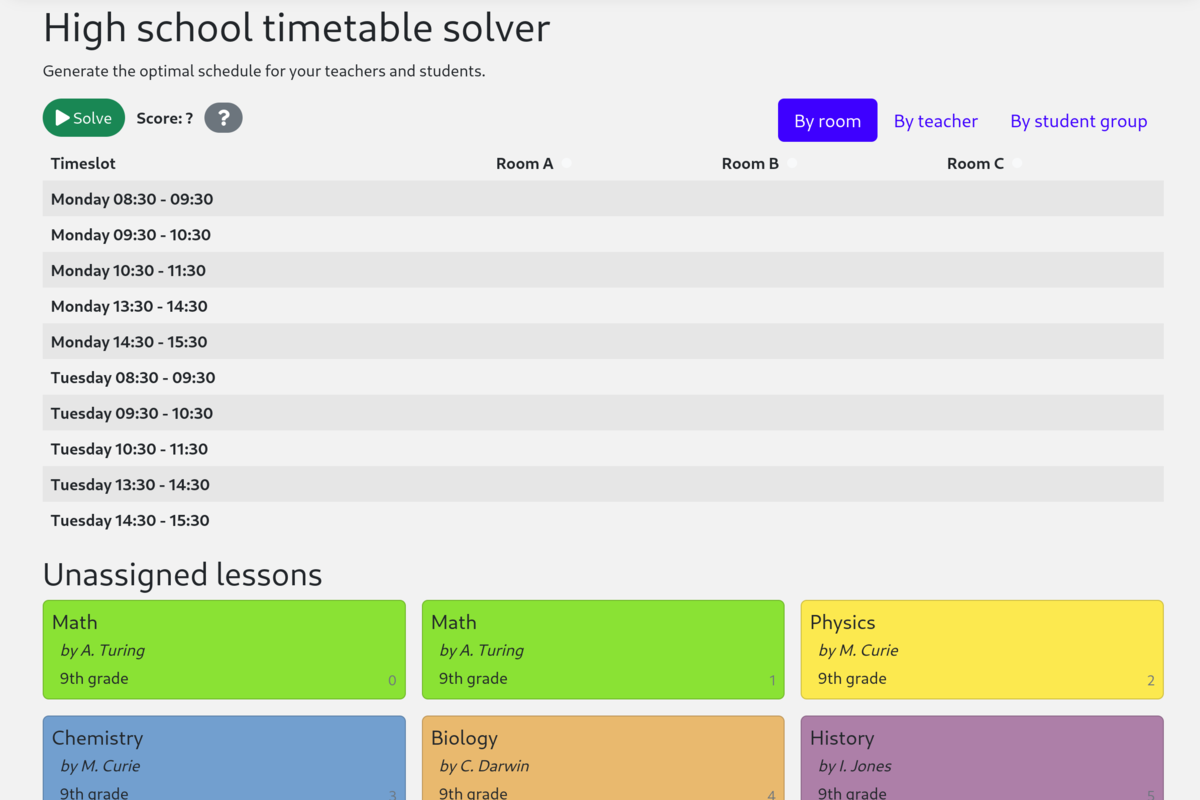 High school timetable solver
Generate the optimal schedule for your teachers and students.
Solve Score: ? ? By room By teacher By student group
Timeslot Room A Room B Room C
Monday 08:30 - 09:30
Monday 09:30 - 10:30
Monday 10:30 - 11:30
Monday 13:30 - 14:30
Monday 14:30 - 15:30
Tuesday 08:30 - 09:30
Tuesday 09:30 - 10:30
Tuesday 10:30 - 11:30
Tuesday 13:30 - 14:30
Tuesday 14:30 - 15:30
Unassigned lessons
Math
by A. Turing
9th grade 0
Math
by A. Turing
9th grade 1
Physics
by M. Curie
9th grade 2
Chemistry
by M. Curie
9th grade 3
Biology
by C. Darwin
9th grade 4
History
by I. Jones
9th grade 5